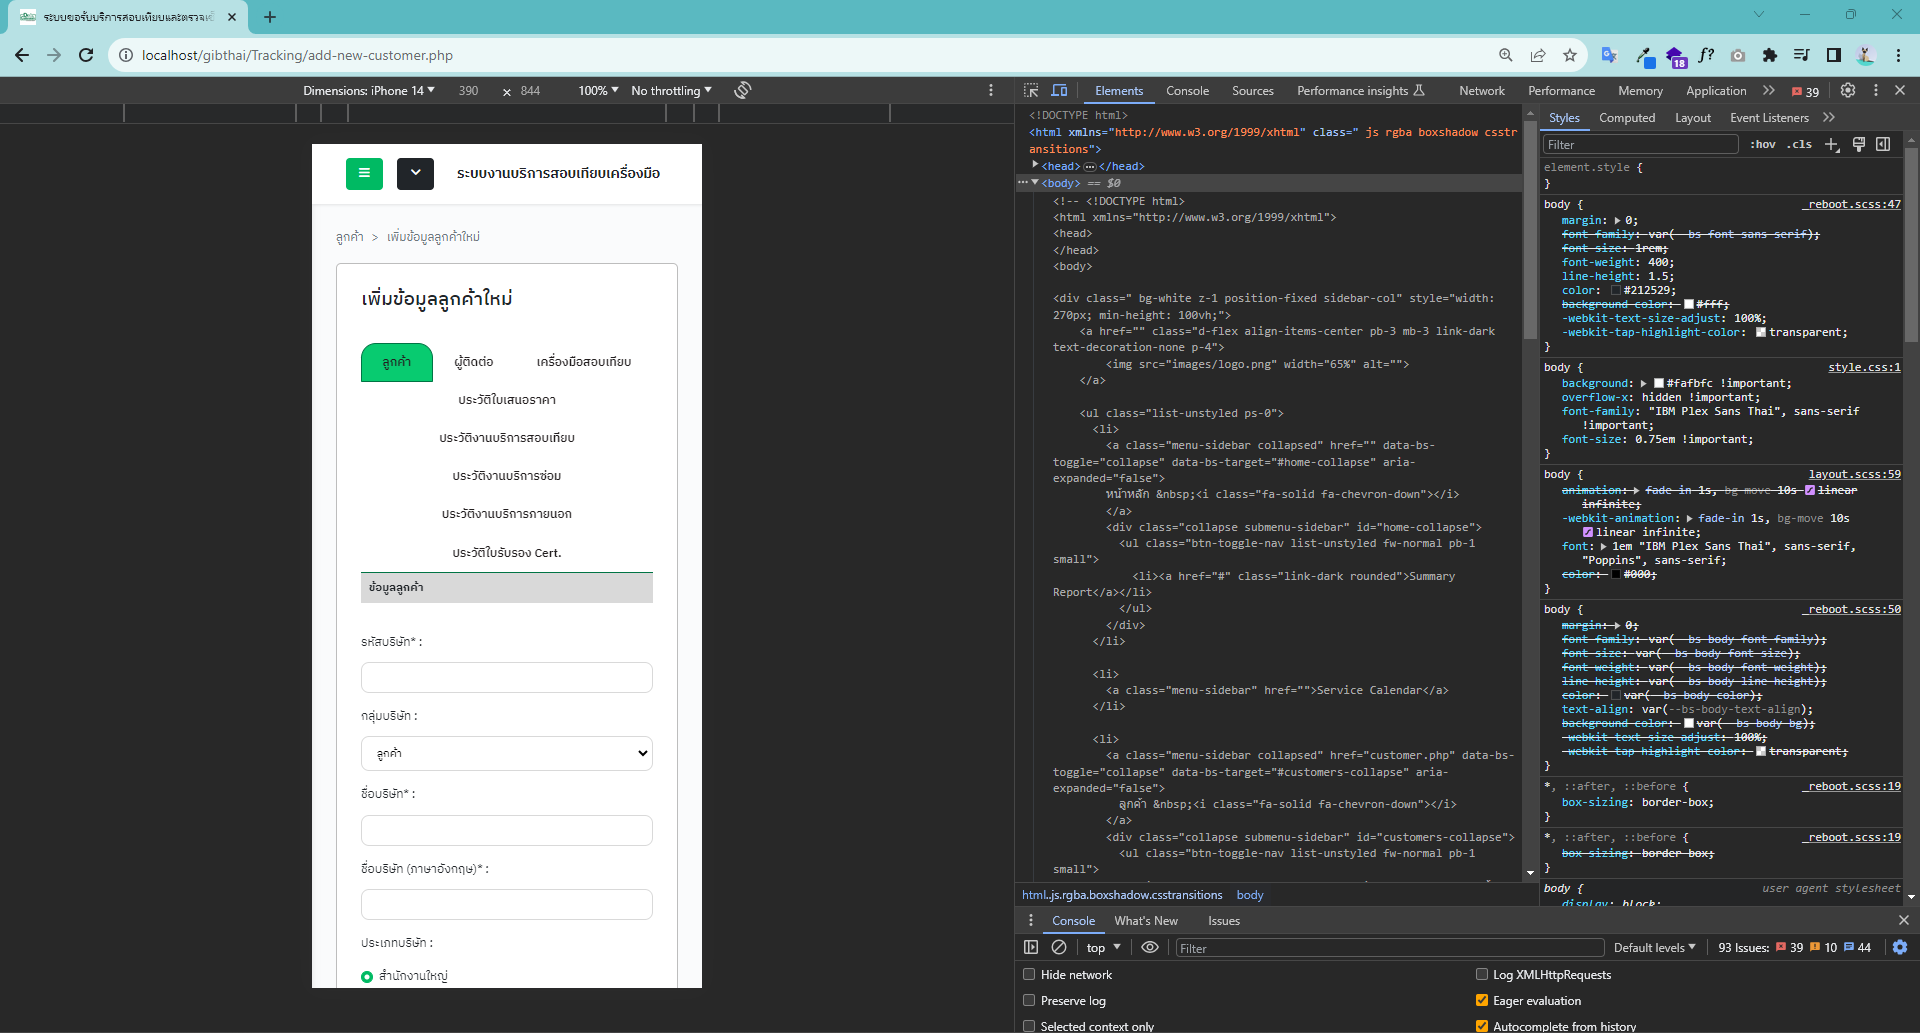 ระบบขอรับบริการสอบเทียบและตรวจเช็
localhost/gibthai/Tracking/add-new-customer.php
18
Dimensions: iPhone 14 390 × 844 100% No throttling
Elements Console Sources Performance insights Network Performance Memory Application 39
ระบบงานบริการสอบเทียบเครื่องมือ
ลูกค้า > เพิ่มข้อมูลลูกค้าใหม่
เพิ่มข้อมูลลูกค้าใหม่
ลูกค้า ผู้ติดต่อ เครื่องมือสอบเทียบ
ประวัติใบเสนอราคา
ประวัติงานบริการสอบเทียบ
ประวัติงานบริการซ่อม
ประวัติงานบริการภายนอก
ประวัติใบรับรอง Cert.
ข้อมูลลูกค้า
รหัสบริษัท* :
กลุ่มบริษัท :
ลูกค้า
ชื่อบริษัท* :
ชื่อบริษัท (ภาษาอังกฤษ)* :
ประเภทบริษัท :
สำนักงานใหญ่
<!DOCTYPE html>
<html xmlns="http://www.w3.org/1999/xhtml" class=" js rgba boxshadow csstr
ansitions">
<head> … </head>
… <body> == $0
<!-- <!DOCTYPE html>
<html xmlns="http://www.w3.org/1999/xhtml">
<head>
</head>
<body>
<div class=" bg-white z-1 position-fixed sidebar-col" style="width:
270px; min-height: 100vh;">
<a href="" class="d-flex align-items-center pb-3 mb-3 link-dark
text-decoration-none p-4">
<img src="images/logo.png" width="65%" alt="">
</a>
<ul class="list-unstyled ps-0">
<li>
<a class="menu-sidebar collapsed" href="" data-bs-
toggle="collapse" data-bs-target="#home-collapse" aria-
expanded="false">
หน้าหลัก &nbsp;<i class="fa-solid fa-chevron-down"></i>
</a>
<div class="collapse submenu-sidebar" id="home-collapse">
<ul class="btn-toggle-nav list-unstyled fw-normal pb-1
small">
<li><a href="#" class="link-dark rounded">Summary
Report</a></li>
</ul>
</div>
</li>
<li>
<a class="menu-sidebar" href="">Service Calendar</a>
</li>
<li>
<a class="menu-sidebar collapsed" href="customer.php" data-bs-
toggle="collapse" data-bs-target="#customers-collapse" aria-
expanded="false">
ลูกค้า &nbsp;<i class="fa-solid fa-chevron-down"></i>
</a>
<div class="collapse submenu-sidebar" id="customers-collapse">
<ul class="btn-toggle-nav list-unstyled fw-normal pb-1
small">
html.js.rgba.boxshadow.csstransitions body
Styles Computed Layout Event Listeners
Filter :hov .cls
element.style {
}
body { _reboot.scss:47
margin: 0;
font-family: var(--bs-font-sans-serif);
font-size: 1rem;
font-weight: 400;
line-height: 1.5;
color: #212529;
background-color: #fff;
-webkit-text-size-adjust: 100%;
-webkit-tap-highlight-color: transparent;
}
body { style.css:1
background: #fafbfc !important;
overflow-x: hidden !important;
font-family: "IBM Plex Sans Thai", sans-serif
!important;
font-size: 0.75em !important;
}
body { layout.scss:59
animation: fade-in 1s, bg-move 10s linear
infinite;
-webkit-animation: fade-in 1s, bg-move 10s
linear infinite;
font: 1em "IBM Plex Sans Thai", sans-serif,
"Poppins", sans-serif;
color: #000;
}
body { _reboot.scss:50
margin: 0;
font-family: var(--bs-body-font-family);
font-size: var(--bs-body-font-size);
font-weight: var(--bs-body-font-weight);
line-height: var(--bs-body-line-height);
color: var(--bs-body-color);
text-align: var(--bs-body-text-align);
background-color: var(--bs-body-bg);
-webkit-text-size-adjust: 100%;
-webkit-tap-highlight-color: transparent;
}
*, ::after, ::before { _reboot.scss:19
box-sizing: border-box;
}
*, ::after, ::before { _reboot.scss:19
box-sizing: border-box;
}
body { user agent stylesheet
display: block;
Console What's New Issues
top Filter Default levels 93 Issues: 39 10 44
Hide network Log XMLHttpRequests
Preserve log Eager evaluation
Selected context only Autocomplete from history